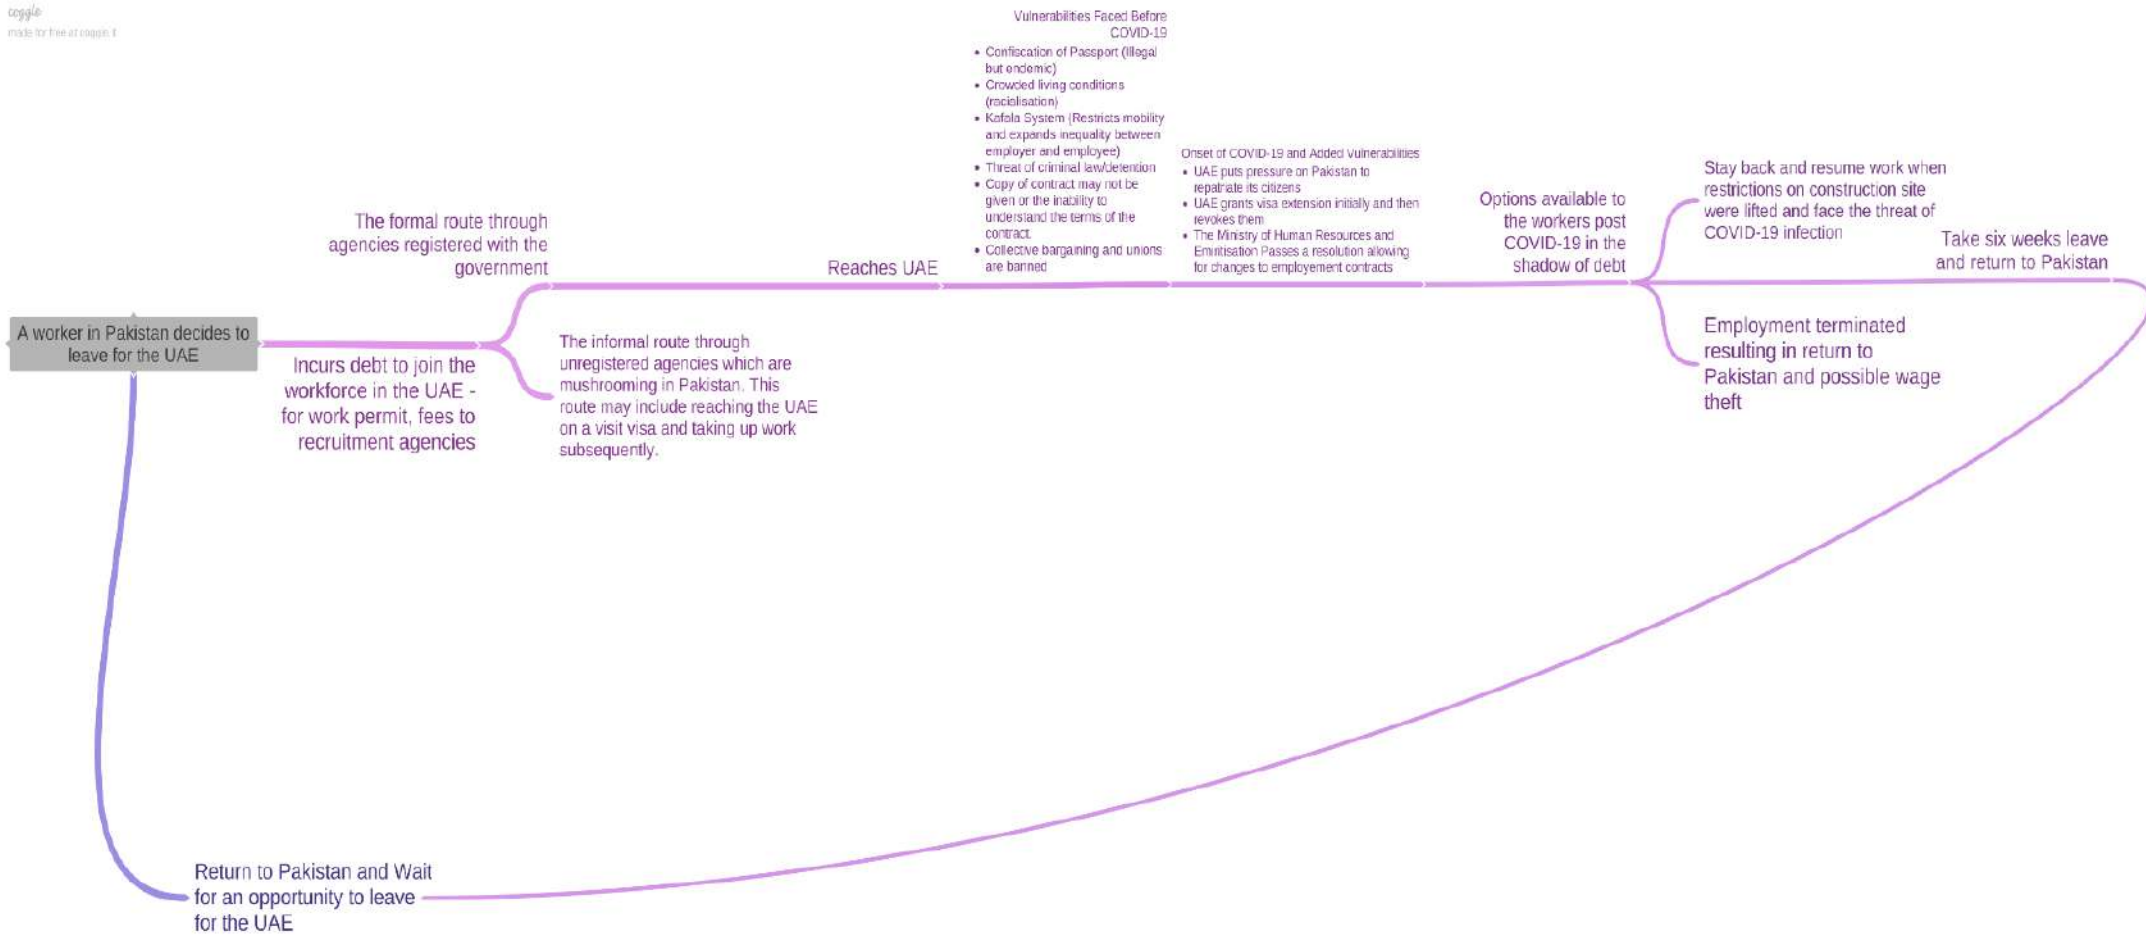 coggle
made for free at coggle.it
A worker in Pakistan decides to
leave for the UAE
Incurs debt to join the
workforce in the UAE -
for work permit, fees to
recruitment agencies
The formal route through
agencies registered with the
government
The informal route through
unregistered agencies which are
mushrooming in Pakistan. This
route may include reaching the UAE
on a visit visa and taking up work
subsequently.
Reaches UAE
Vulnerabilities Faced Before
COVID-19
• Confiscation of Passport (Illegal
but endemic)
• Crowded living conditions
(racialisation)
• Kafala System (Restricts mobility
and expands inequality between
employer and employee)
• Threat of criminal law/detention
• Copy of contract may not be
given or the inability to
understand the terms of the
contract.
• Collective bargaining and unions
are banned
Onset of COVID-19 and Added Vulnerabilities
• UAE puts pressure on Pakistan to
repatriate its citizens
• UAE grants visa extension initially and then
revokes them
• The Ministry of Human Resources and
Emiritisation Passes a resolution allowing
for changes to employement contracts
Options available to
the workers post
COVID-19 in the
shadow of debt
Stay back and resume work when
restrictions on construction site
were lifted and face the threat of
COVID-19 infection
Take six weeks leave
and return to Pakistan
Employment terminated
resulting in return to
Pakistan and possible wage
theft
Return to Pakistan and Wait
for an opportunity to leave
for the UAE